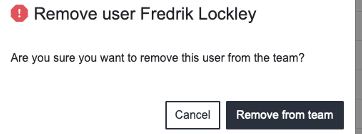 Remove user Fredrik Lockley
Are you sure you want to remove this user from the team?
Cancel
Remove from team